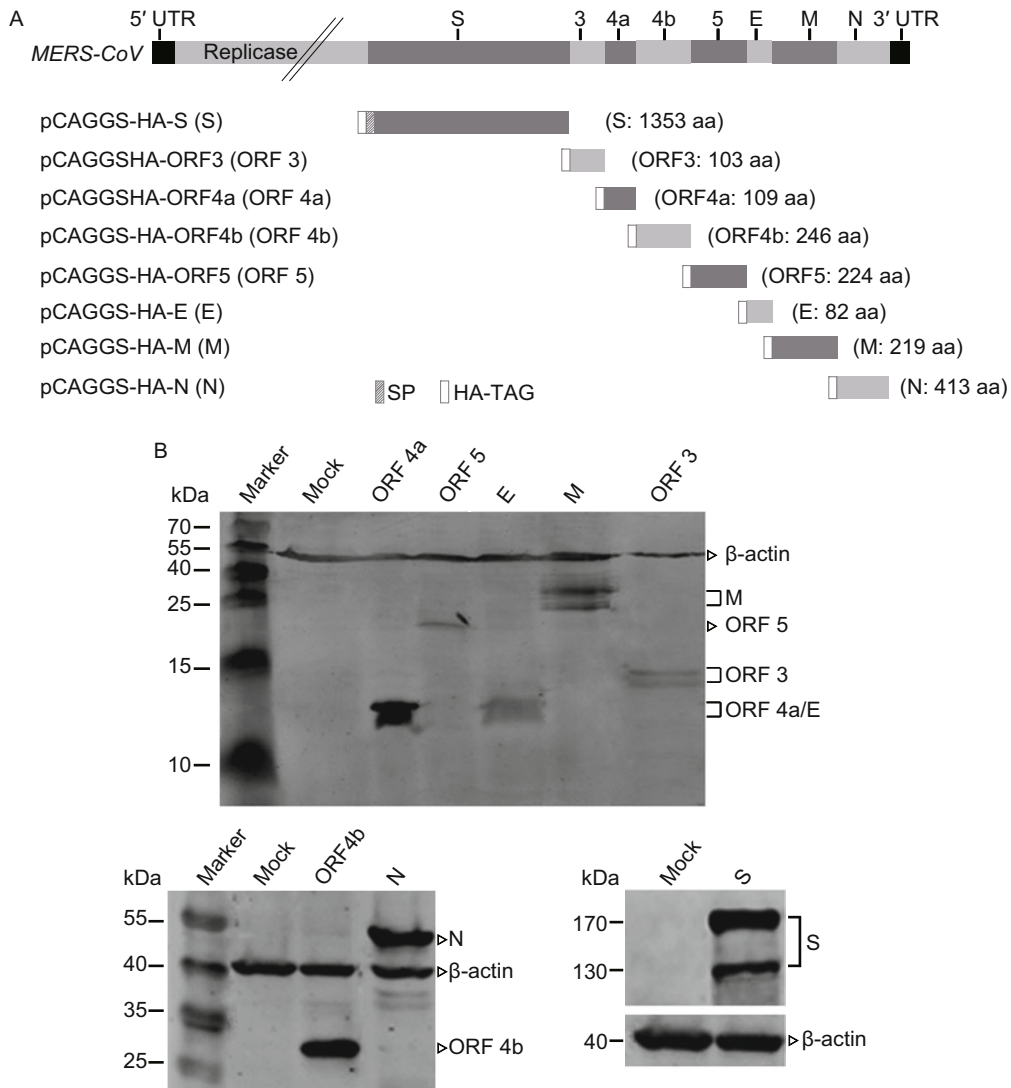 A
5′ UTR S 3 4a 4b 5 E M N 3′ UTR
MERS-CoV Replicase
pCAGGS-HA-S (S) (S: 1353 aa)
pCAGGSHA-ORF3 (ORF 3) (ORF3: 103 aa)
pCAGGSHA-ORF4a (ORF 4a) (ORF4a: 109 aa)
pCAGGS-HA-ORF4b (ORF 4b) (ORF4b: 246 aa)
pCAGGS-HA-ORF5 (ORF 5) (ORF5: 224 aa)
pCAGGS-HA-E (E) (E: 82 aa)
pCAGGS-HA-M (M) (M: 219 aa)
pCAGGS-HA-N (N) (N: 413 aa)
SP HA-TAG
B
kDa Marker Mock ORF 4a ORF 5 E M ORF 3
70
55 β-actin
40
25 M
ORF 5
15 ORF 3
ORF 4a/E
10
kDa Marker Mock ORF4b N
55
N
40 β-actin
35
25 ORF 4b
kDa Mock S
170
S
130
40 β-actin